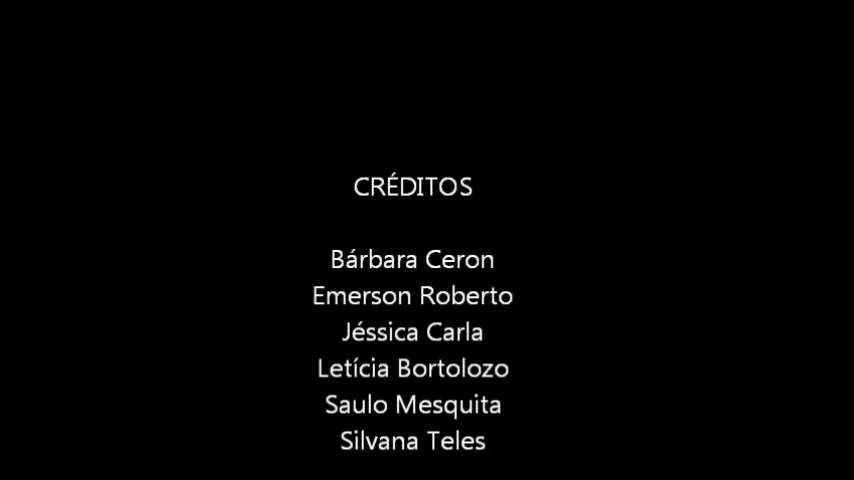 CRÉDITOS
Bárbara Ceron
Emerson Roberto
Jéssica Carla
Letícia Bortolozo
Saulo Mesquita
Silvana Teles